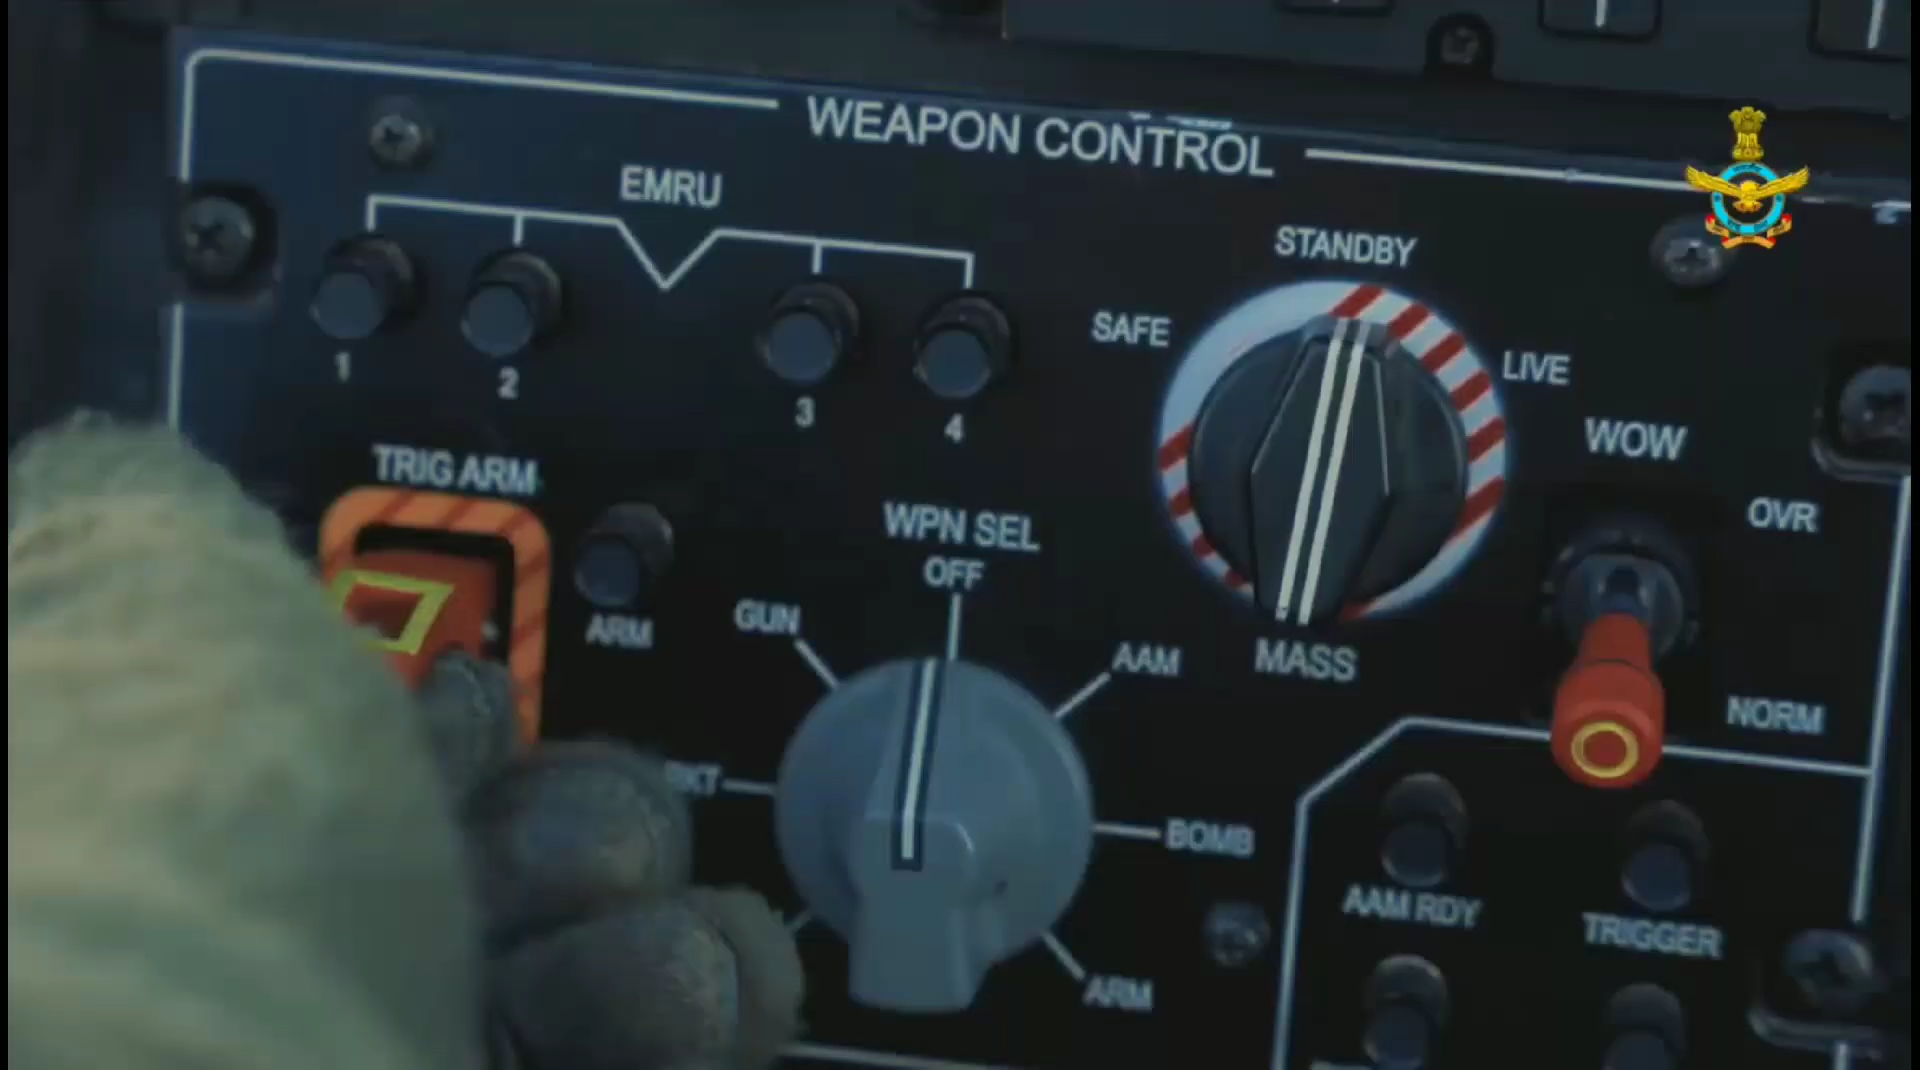 WEAPON CONTROL
EMRU
1
2
3
4
STANDBY
SAFE
LIVE
MASS
WOW
OVR
NORM
TRIG ARM
ARM
WPN SEL
OFF
GUN
AAM
BOMB
ARM
AAM RDY
TRIGGER